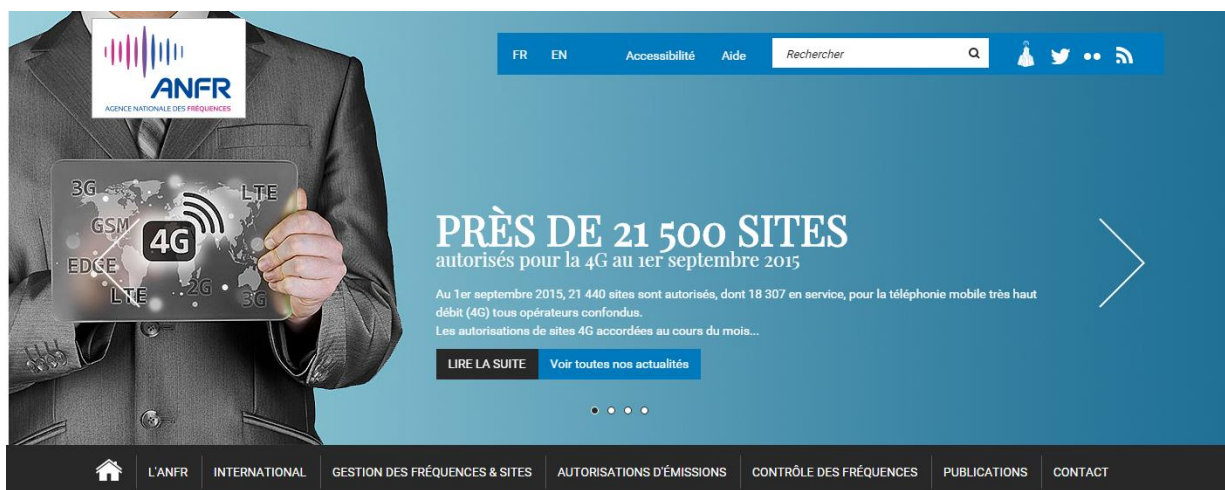 ANFR
AGENCE NATIONALE DES FRÉQUENCES
FR EN Accessibilité Aide Rechercher
3G LTE
GSM 4G
EDGE
LTE 2G 3G
PRÈS DE 21 500 SITES
autorisés pour la 4G au 1er septembre 2015
Au 1er septembre 2015, 21 440 sites sont autorisés, dont 18 307 en service, pour la téléphonie mobile très haut
débit (4G) tous opérateurs confondus.
Les autorisations de sites 4G accordées au cours du mois...
LIRE LA SUITE Voir toutes nos actualités
L'ANFR INTERNATIONAL GESTION DES FRÉQUENCES & SITES AUTORISATIONS D'ÉMISSIONS CONTRÔLE DES FRÉQUENCES PUBLICATIONS CONTACT